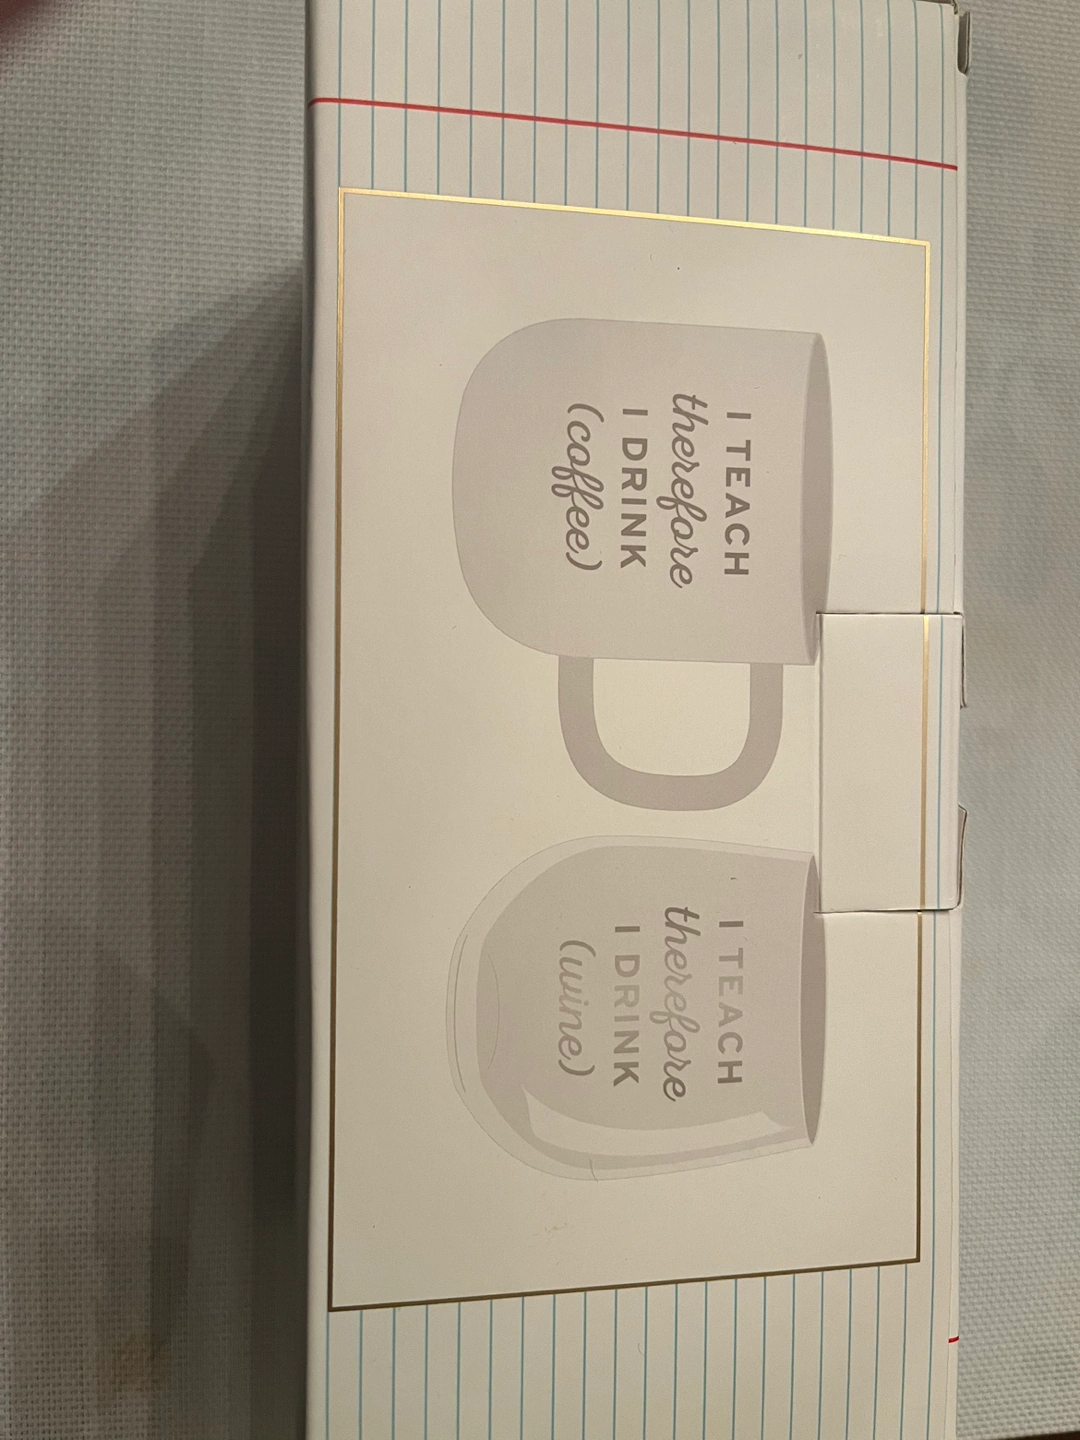 I TEACH
therefore
I DRINK
(coffee)
I TEACH
therefore
I DRINK
(wine)